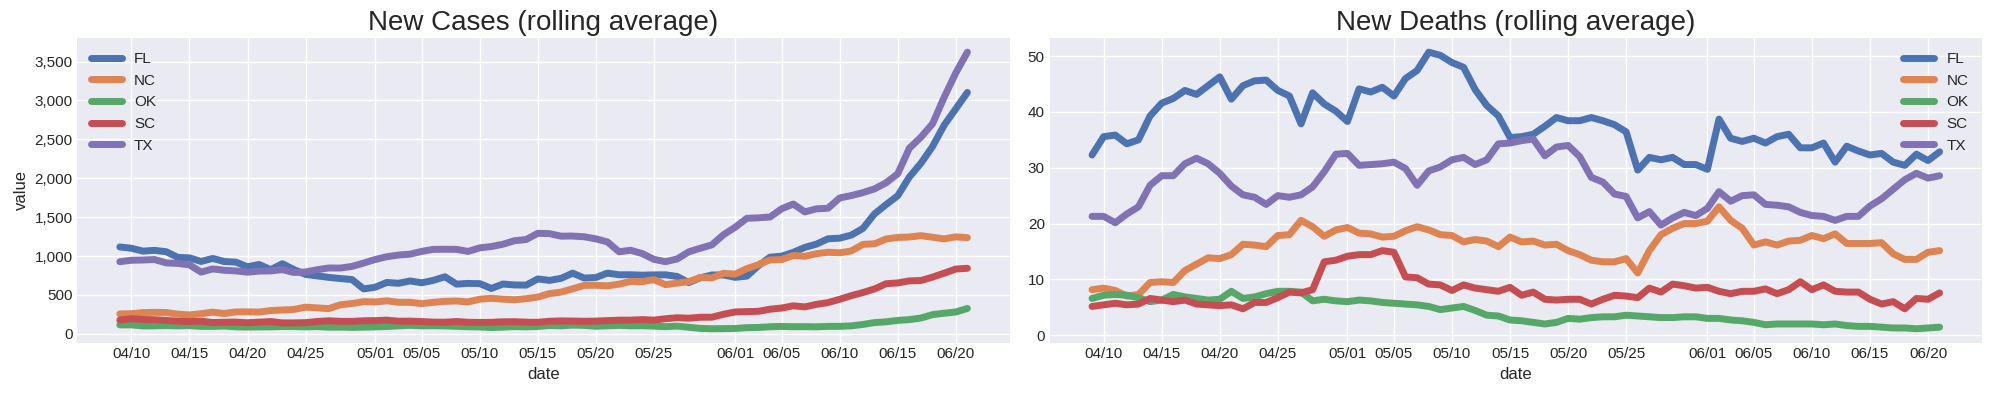 New Cases (rolling average)
FL
NC
OK
SC
TX
3,500
3,000
2,500
2,000
1,500
1,000
500
0
value
04/10 04/15 04/20 04/25 05/01 05/05 05/10 05/15 05/20 05/25 06/01 06/05 06/10 06/15 06/20
date
New Deaths (rolling average)
FL
NC
OK
SC
TX
50
40
30
20
10
0
04/10 04/15 04/20 04/25 05/01 05/05 05/10 05/15 05/20 05/25 06/01 06/05 06/10 06/15 06/20
date